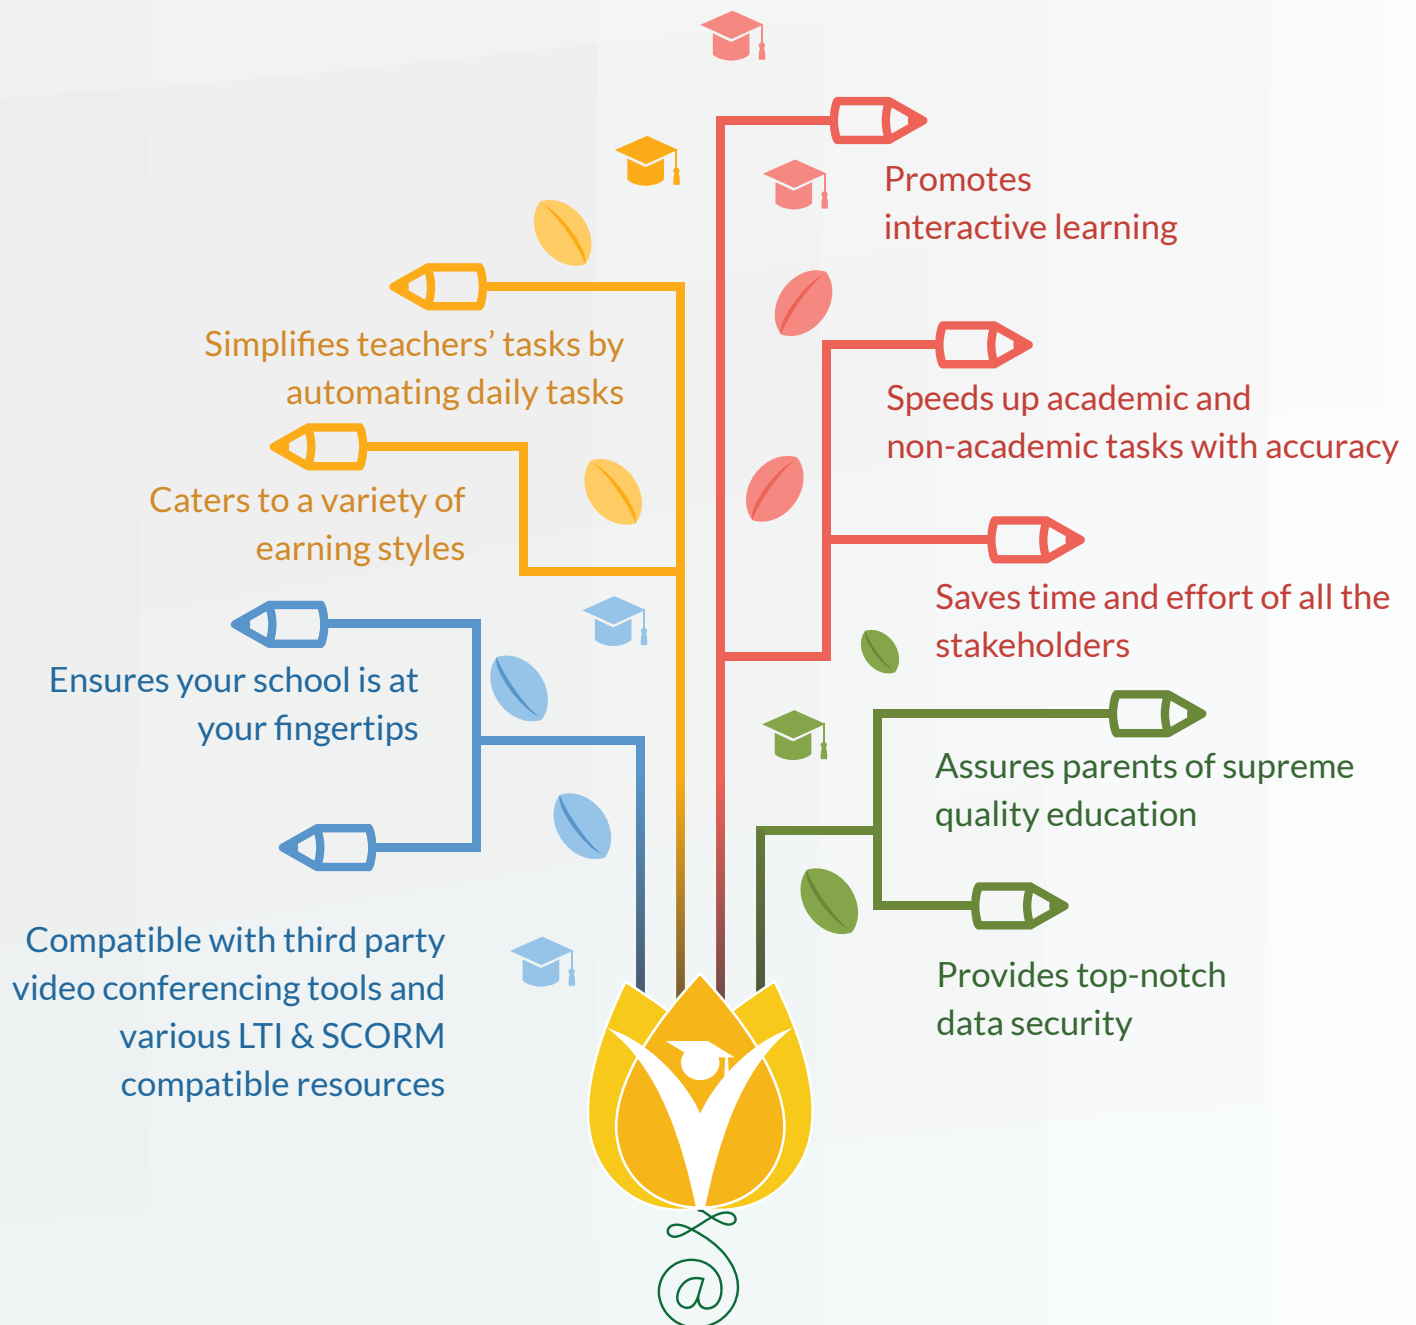 Promotes
interactive learning
Simplifies teachers’ tasks by
automating daily tasks
Speeds up academic and
non-academic tasks with accuracy
Caters to a variety of
earning styles
Saves time and effort of all the
stakeholders
Ensures your school is at
your fingertips
Assures parents of supreme
quality education
Compatible with third party
video conferencing tools and
various LTI & SCORM
compatible resources
Provides top-notch
data security
@